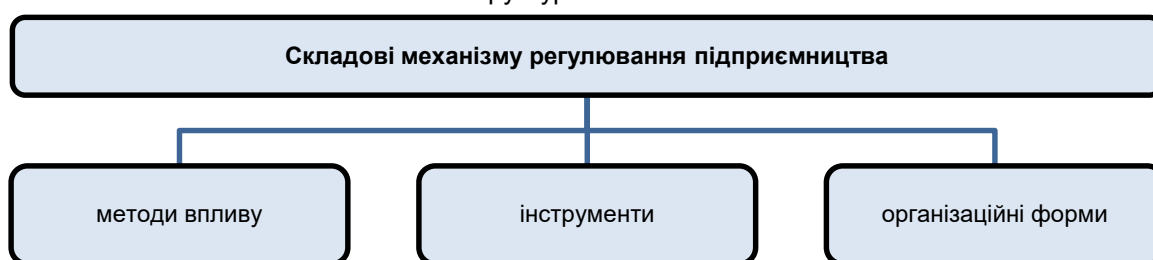 Складові механізму регулювання підприємництва
методи впливу
інструменти
організаційні форми